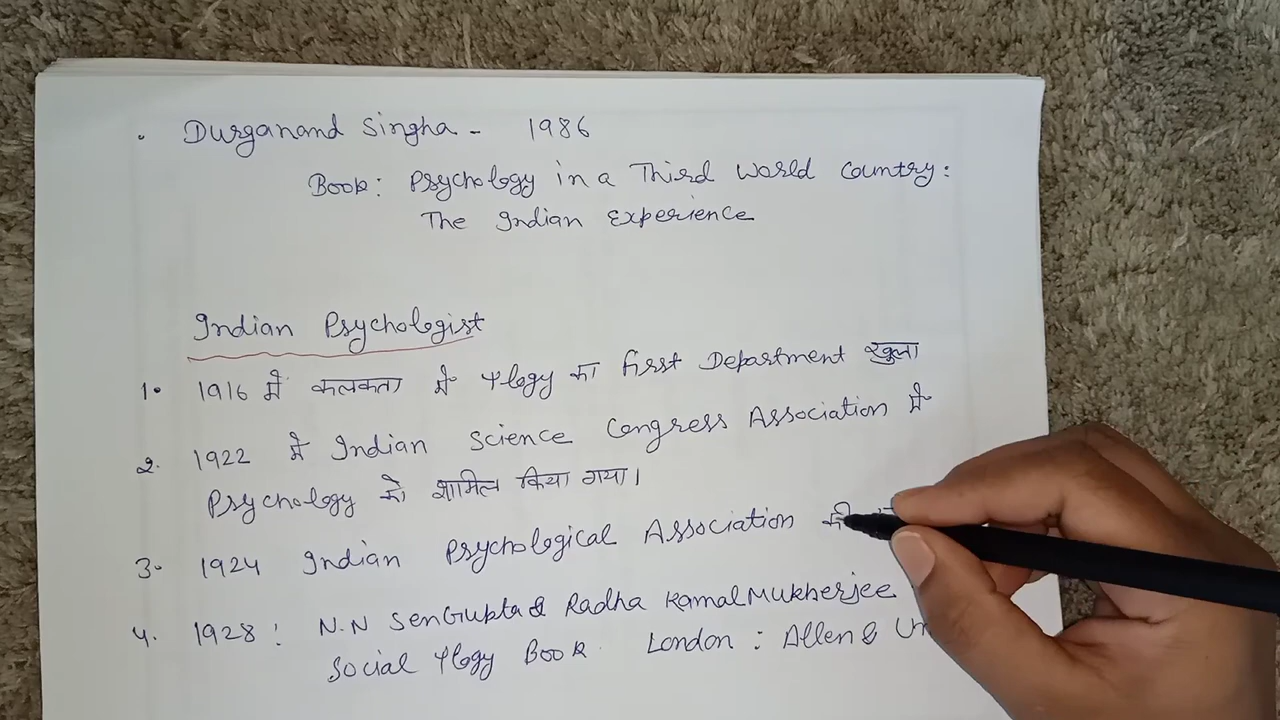 . Durganand Singha - 1986
Book: Psychology in a Third World Country:
The Indian Experience
Indian Psychologist
1. 1916 में कलकता में Ψlogy का first Department खुला
2. 1922 में Indian Science Congress Association में
Psychology को शामिल किया गया।
3. 1924 Indian Psychological Association की
4. 1928: N.N SenGupta & Radha Kamal Mukherjee
Social Ψlogy Book London: Allen &